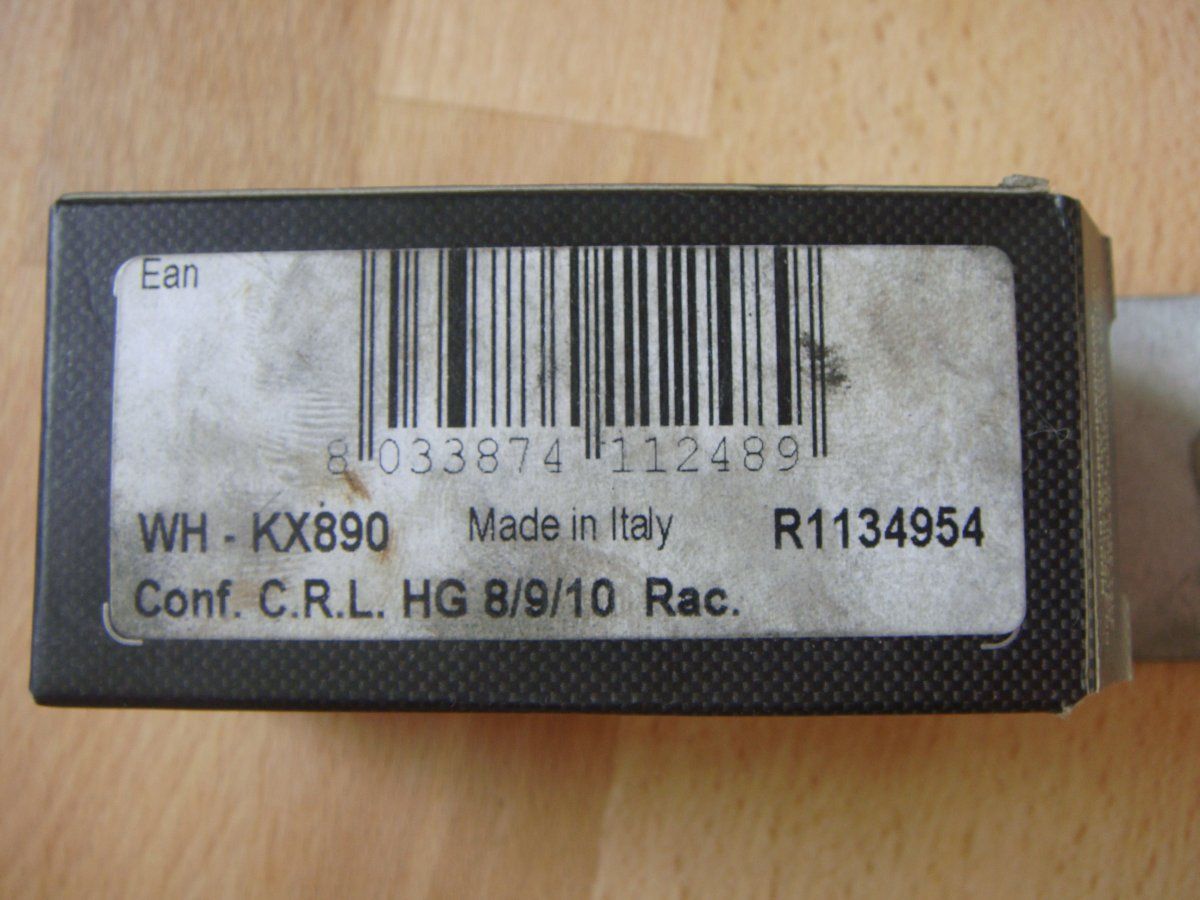 Ean
8 033874 112489
WH - KX890 Made in Italy R1134954
Conf. C.R.L. HG 8/9/10 Rac.